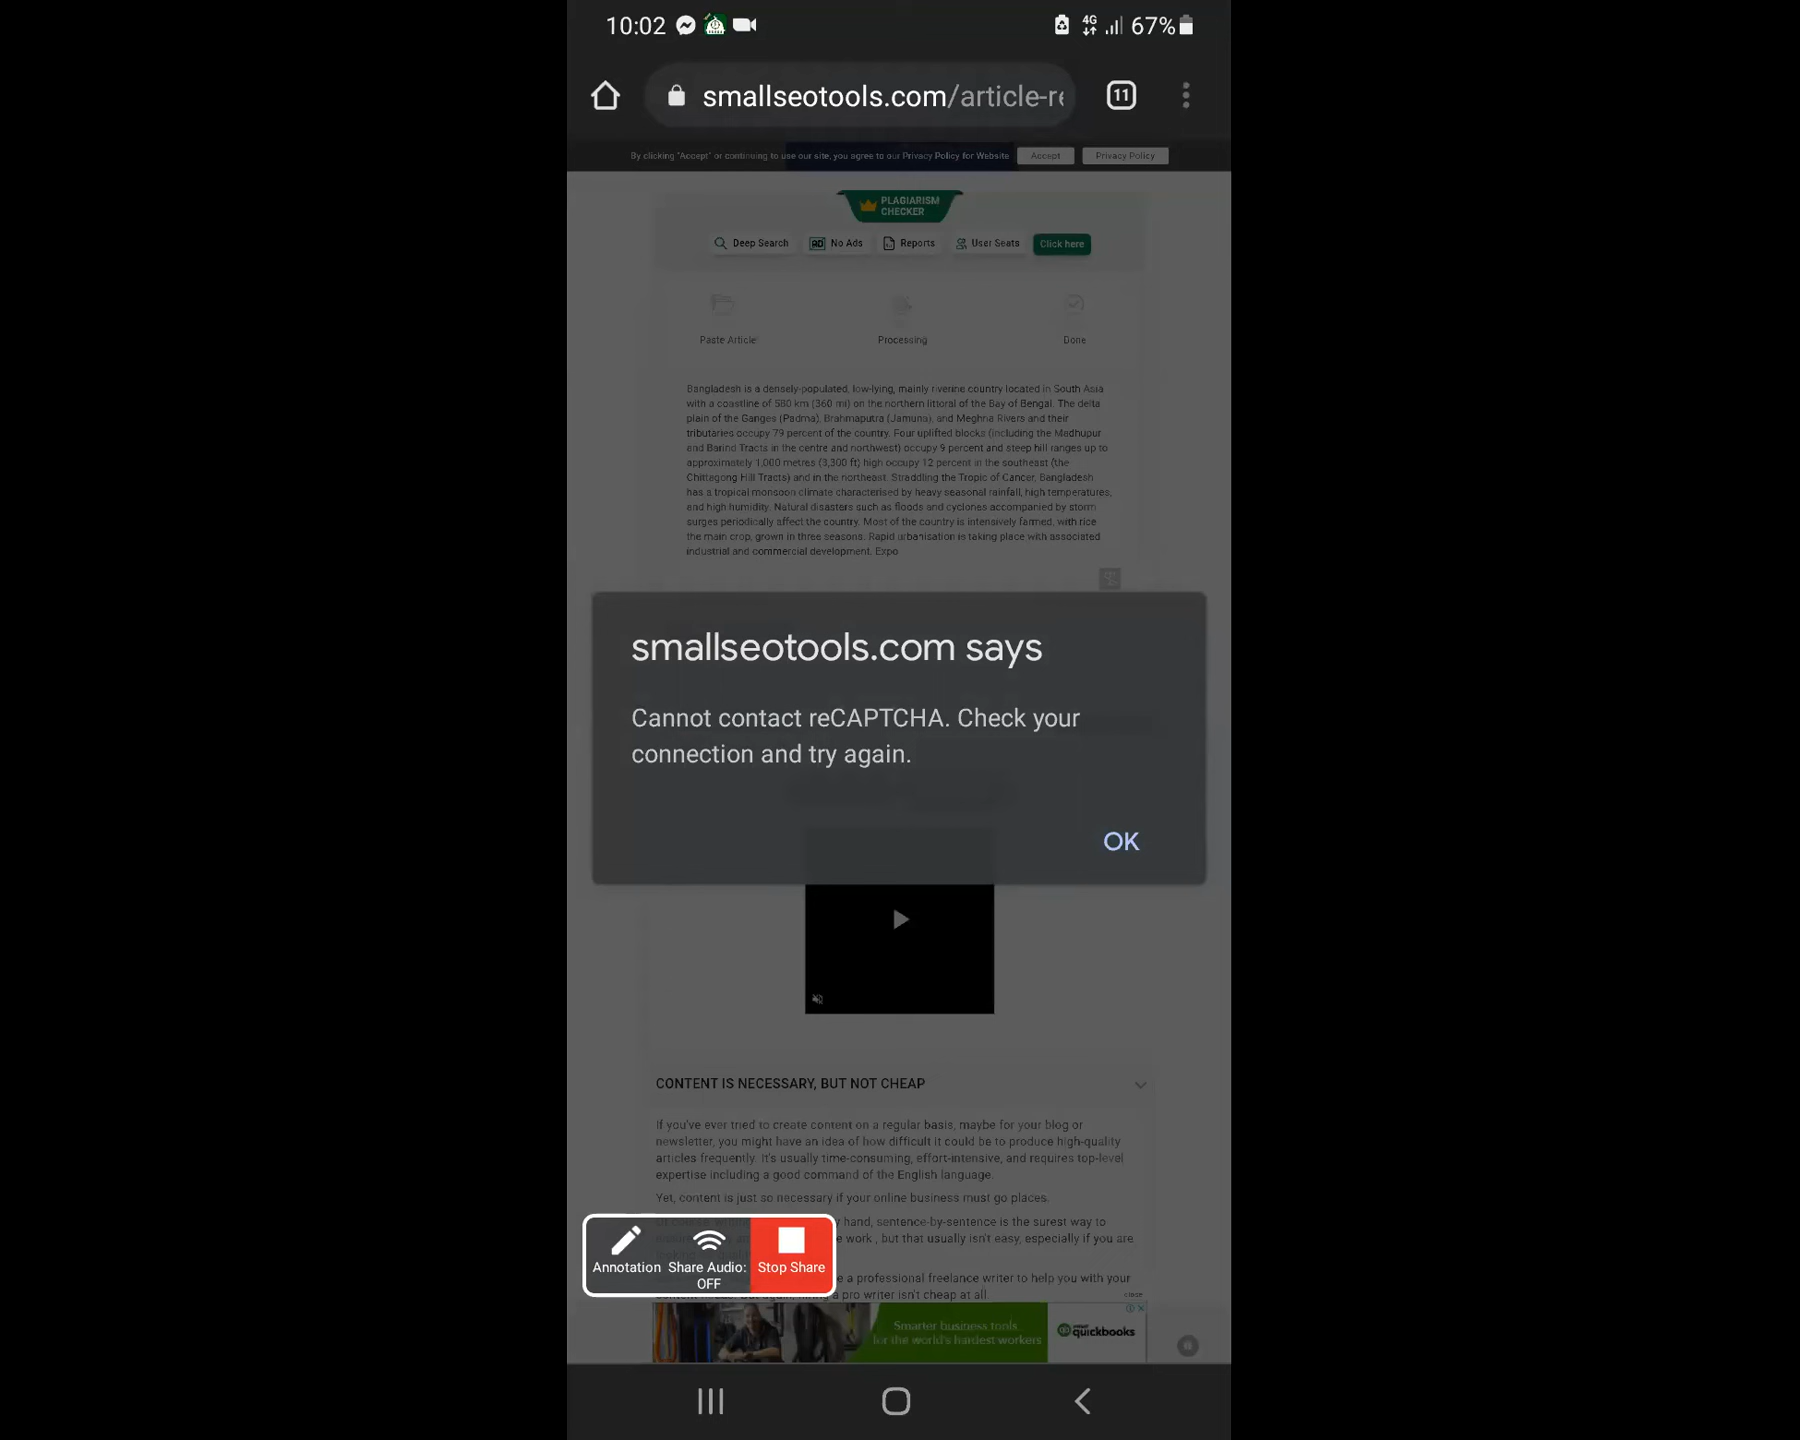 10:02 4G 67%
smallseotools.com/article-re 11
By clicking "Accept" or continuing to use our site, you agree to our Privacy Policy for Website Accept Privacy Policy
PLAGIARISM
CHECKER
Deep Search AD No Ads Reports User Seats Click here
Paste Article Processing Done
Bangladesh is a densely-populated, low-lying, mainly riverine country located in South Asia
with a coastline of 580 km (360 mi) on the northern littoral of the Bay of Bengal. The delta
plain of the Ganges (Padma), Brahmaputra (Jamuna), and Meghna Rivers and their
tributaries occupy 79 percent of the country. Four uplifted blocks (including the Madhupur
and Barind Tracts in the centre and northwest) occupy 9 percent and steep hill ranges up to
approximately 1,000 metres (3,300 ft) high occupy 12 percent in the southeast (the
Chittagong Hill Tracts) and in the northeast. Straddling the Tropic of Cancer, Bangladesh
has a tropical monsoon climate characterised by heavy seasonal rainfall, high temperatures,
and high humidity. Natural disasters such as floods and cyclones accompanied by storm
surges periodically affect the country. Most of the country is intensively farmed, with rice
the main crop, grown in three seasons. Rapid urbanisation is taking place with associated
industrial and commercial development. Expo
smallseotools.com says
Cannot contact reCAPTCHA. Check your
connection and try again.
OK
CONTENT IS NECESSARY, BUT NOT CHEAP
If you've ever tried to create content on a regular basis, maybe for your blog or
newsletter, you might have an idea of how difficult it could be to produce high-quality
articles frequently. It's usually time-consuming, effort-intensive, and requires top-level
expertise including a good command of the English language.
Yet, content is just so necessary if your online business must go places.
hand, sentence-by-sentence is the surest way to
work , but that usually isn't easy, especially if you are
e a professional freelance writer to help you with your
a pro writer isn't cheap at all.
Annotation Share Audio: Stop Share
OFF
close
Smarter business tools
for the world's hardest workers
quickbooks